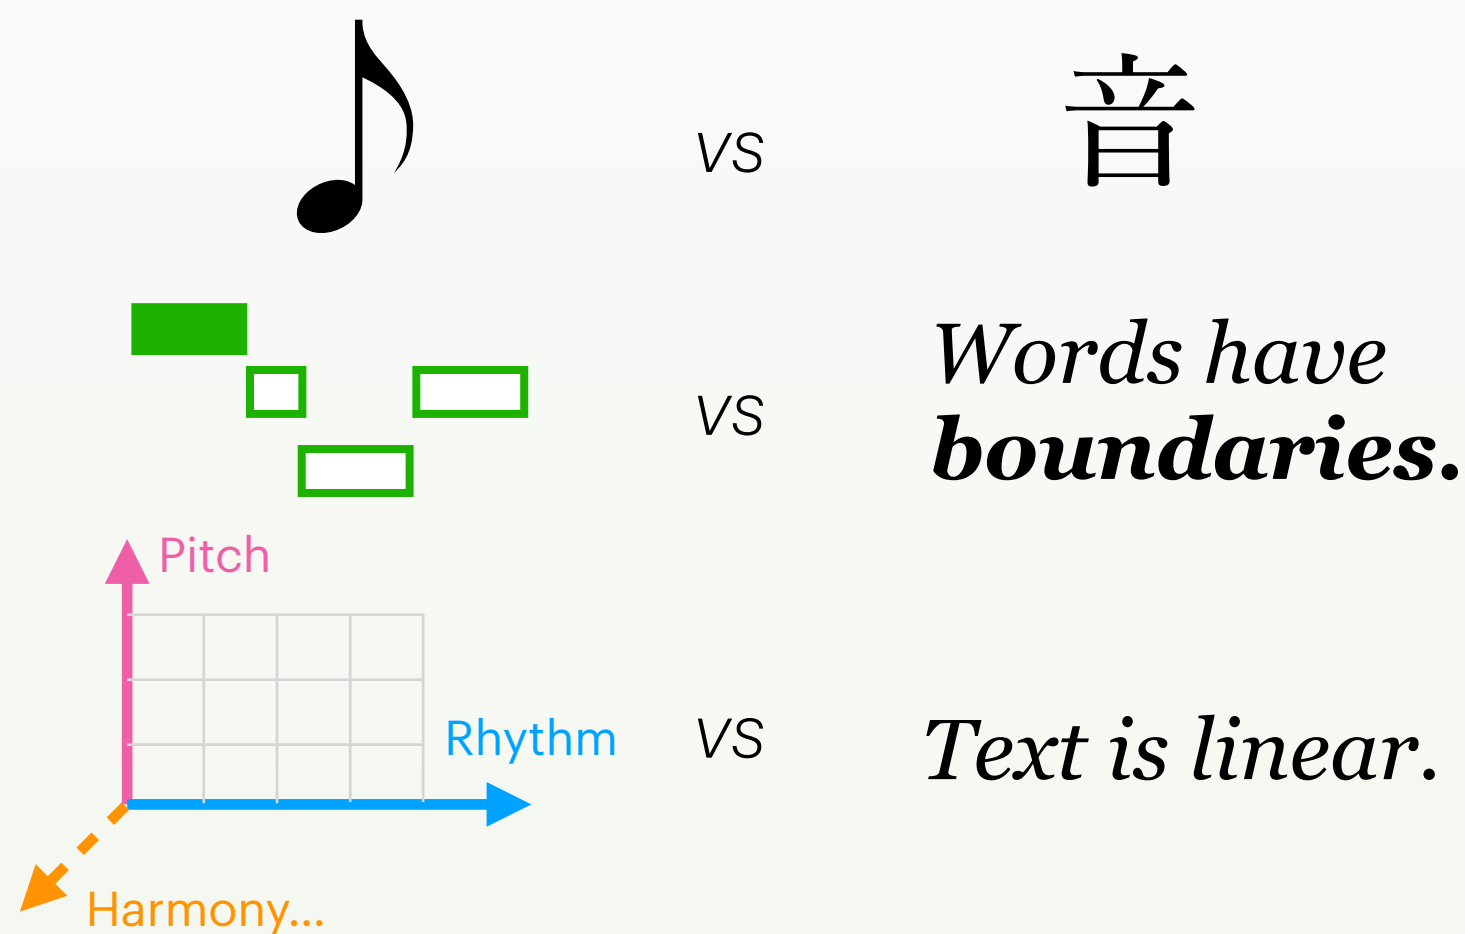 VS
音
VS
Words have
boundaries.
Pitch
Rhythm
VS
Text is linear.
Harmony...